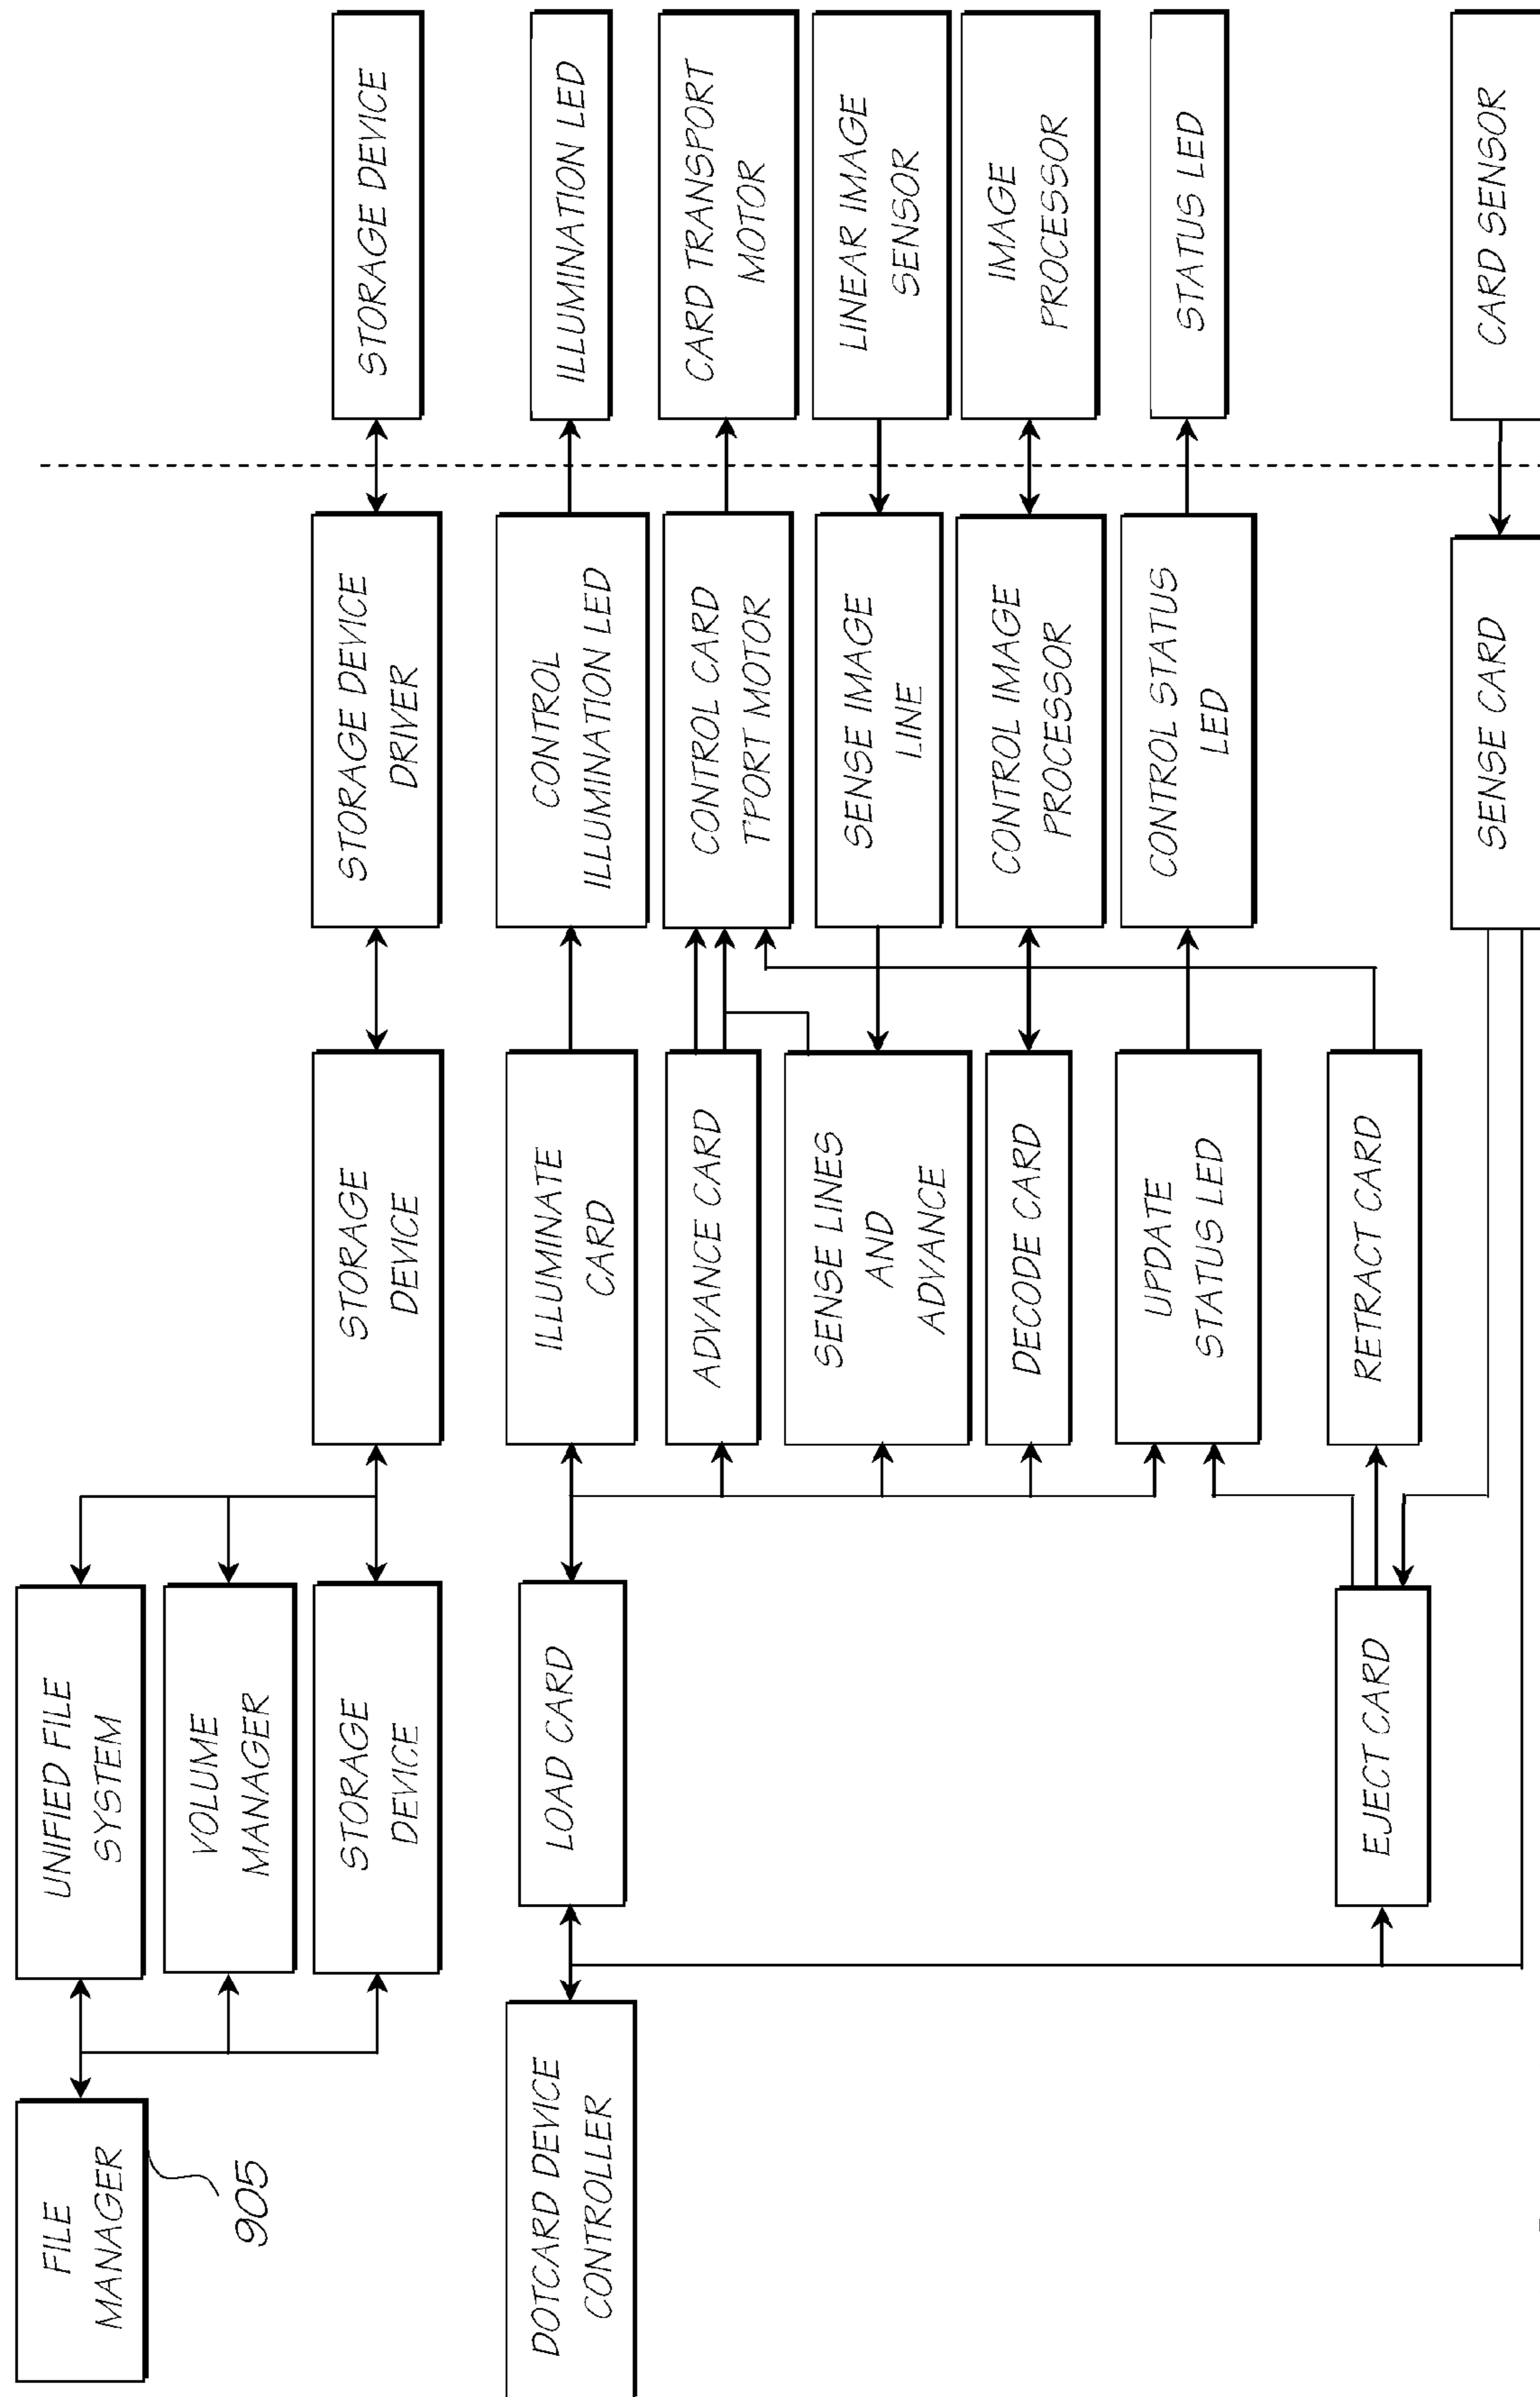 FILE
MANAGER
905
UNIFIED FILE
SYSTEM
VOLUME
MANAGER
STORAGE
DEVICE
STORAGE
DEVICE
STORAGE DEVICE
DRIVER
STORAGE DEVICE
DOTCARD DEVICE
CONTROLLER
LOAD CARD
ILLUMINATE
CARD
CONTROL
ILLUMINATION LED
ILLUMINATION LED
ADVANCE CARD
CONTROL CARD
T'PORT MOTOR
CARD TRANSPORT
MOTOR
SENSE LINES
AND
ADVANCE
SENSE IMAGE
LINE
LINEAR IMAGE
SENSOR
DECODE CARD
CONTROL IMAGE
PROCESSOR
IMAGE
PROCESSOR
UPDATE
STATUS LED
CONTROL STATUS
LED
STATUS LED
EJECT CARD
RETRACT CARD
SENSE CARD
CARD SENSOR